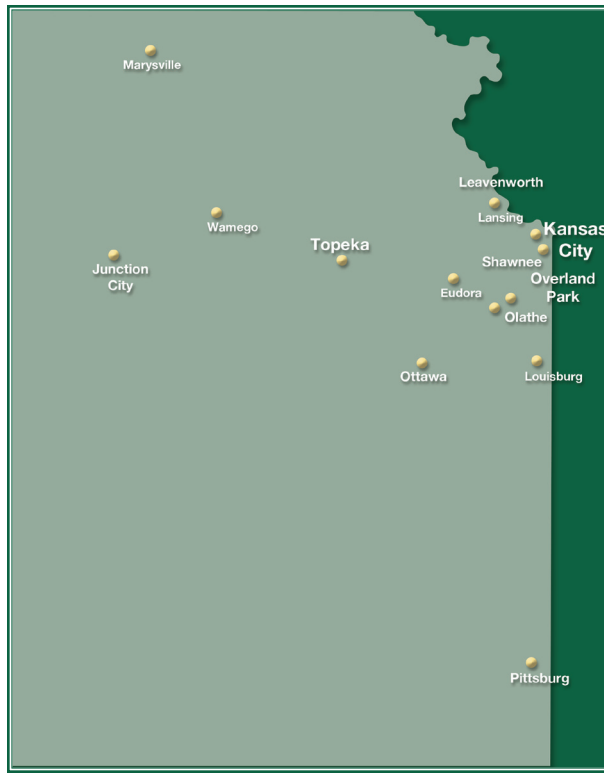 Marysville
Leavenworth
Lansing
Wamego
Kansas
City
Topeka
Shawnee
Junction
City
Overland
Park
Eudora
Olathe
Ottawa
Louisburg
Pittsburg